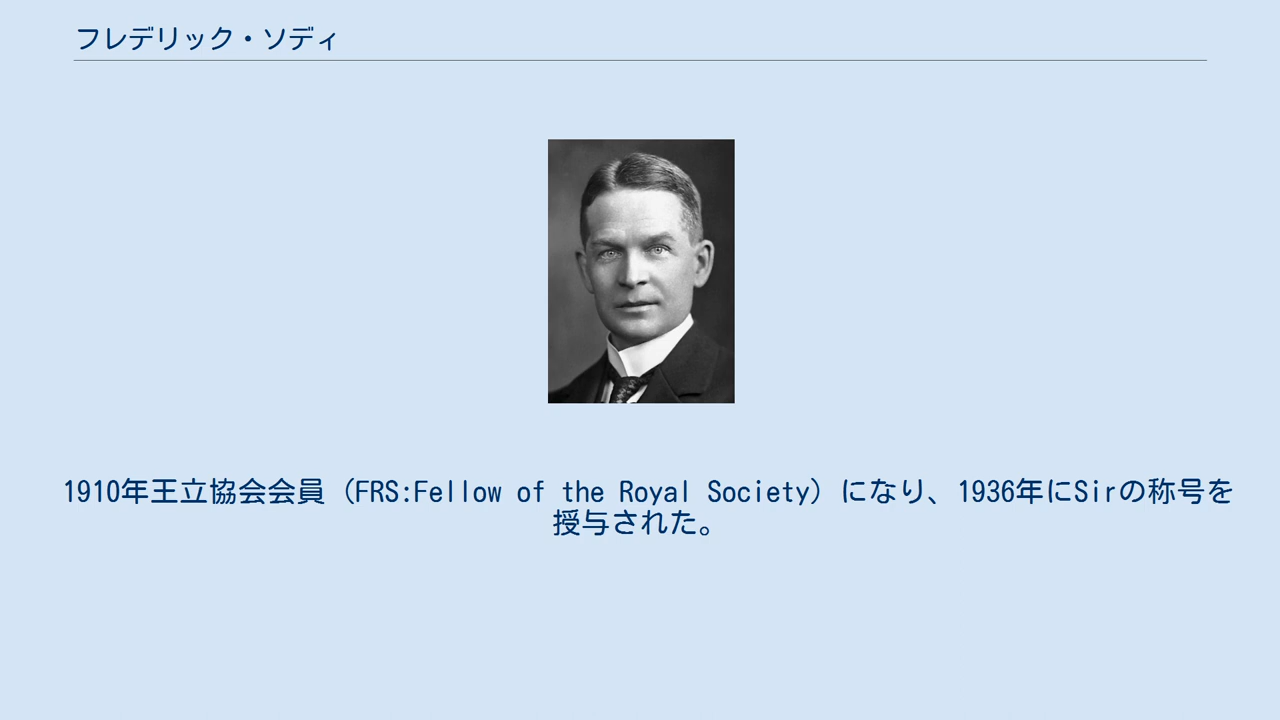 フレデリック・ソディ
1910年王立協会会員（FRS:Fellow of the Royal Society）になり、1936年にSirの称号を
授与された。